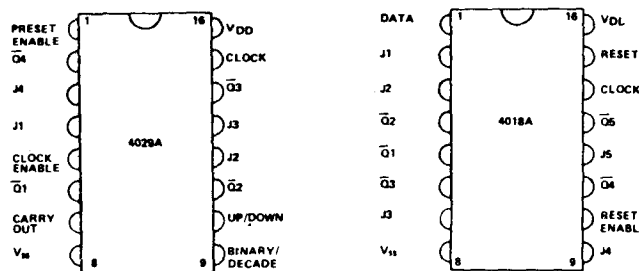 1 16
PRESET
ENABLE
VDD
Q̅4
CLOCK
J4
Q̅3
J1
J3
4029A
CLOCK
ENABLE
J2
Q̅1
Q̅2
CARRY
OUT
UP/DOWN
Vss
BINARY/
DECADE
8 9
DATA
1 16
VDL
J1
RESET
J2
CLOCK
Q̅2
Q̅5
4018A
Q̅1
J5
Q̅3
Q̅4
J3
RESET
ENABL
Vss
J4
8 9